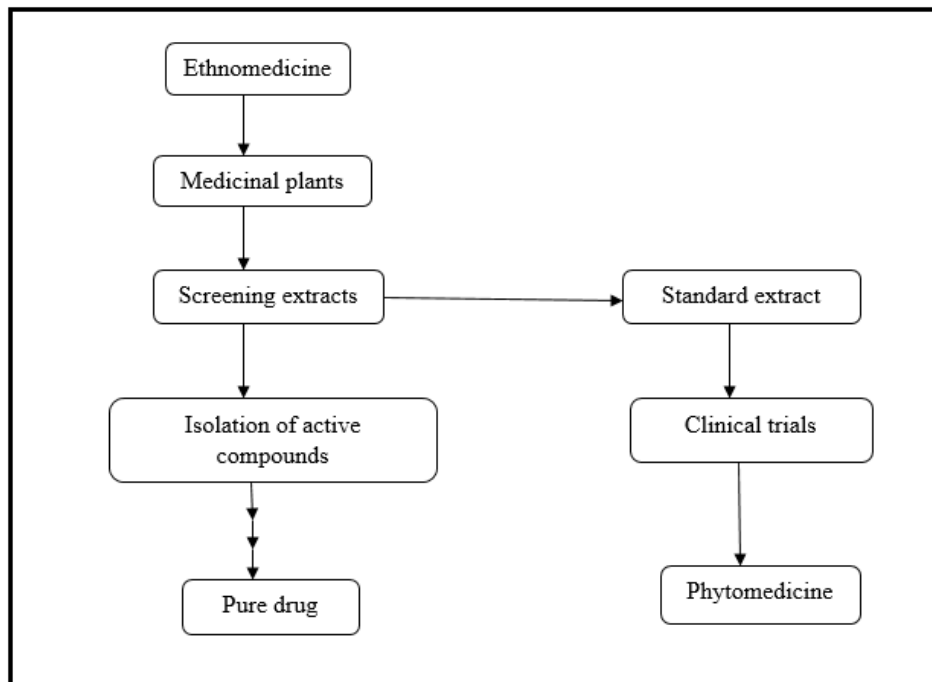 Ethnomedicine
Medicinal plants
Screening extracts
Standard extract
Isolation of active
compounds
Clinical trials
Pure drug
Phytomedicine